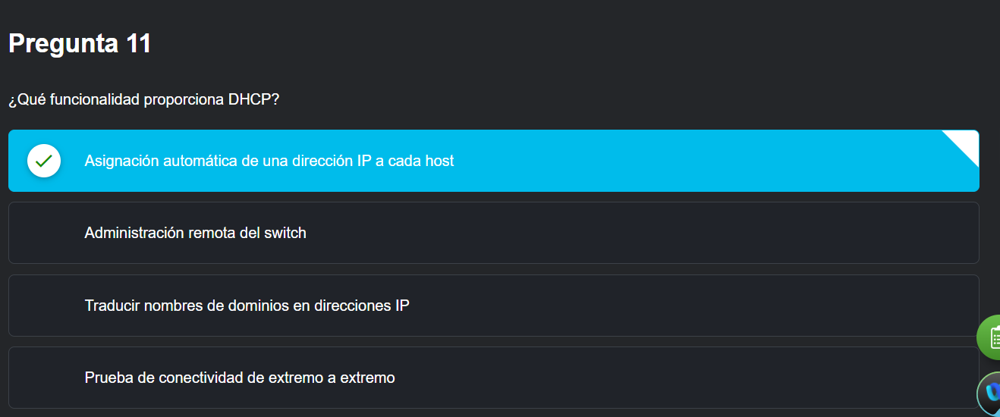 Pregunta 11
¿Qué funcionalidad proporciona DHCP?
Asignación automática de una dirección IP a cada host
Administración remota del switch
Traducir nombres de dominios en direcciones IP
Prueba de conectividad de extremo a extremo